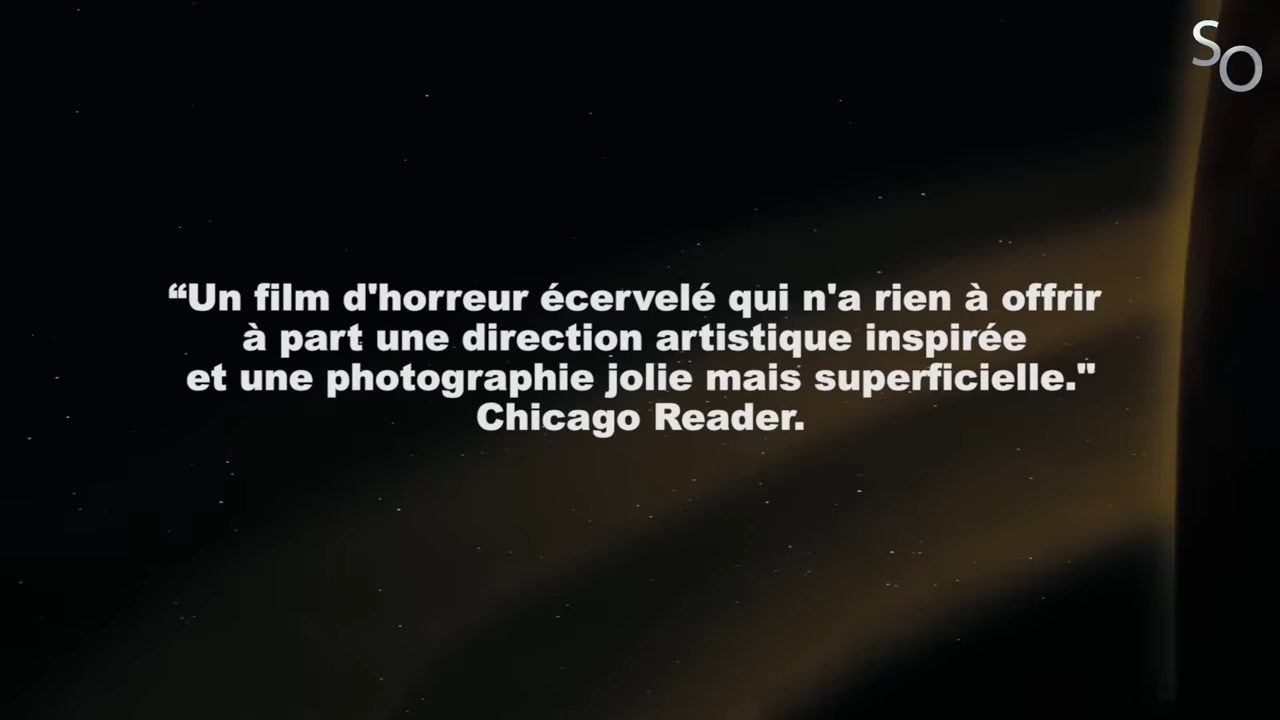 S
O
“Un film d'horreur écervelé qui n'a rien à offrir
à part une direction artistique inspirée
et une photographie jolie mais superficielle."
Chicago Reader.